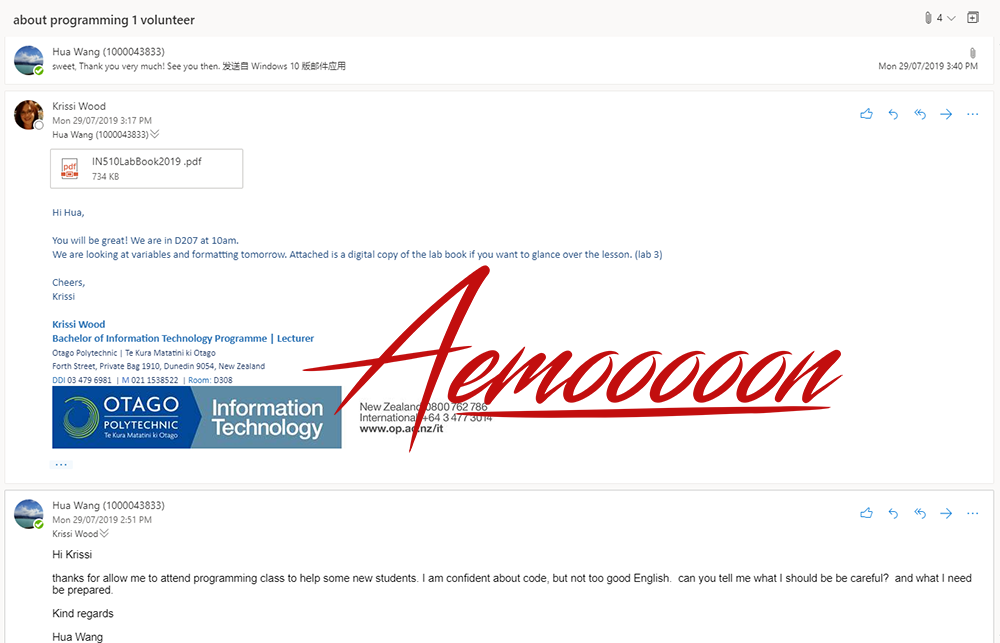 about programming 1 volunteer
4
Hua Wang (1000043833)
sweet, Thank you very much! See you then. 发送自 Windows 10 版邮件应用
Mon 29/07/2019 3:40 PM
Krissi Wood
Mon 29/07/2019 3:17 PM
Hua Wang (1000043833)
pdf
IN510LabBook2019 .pdf
734 KB
Hi Hua,
You will be great! We are in D207 at 10am.
We are looking at variables and formatting tomorrow. Attached is a digital copy of the lab book if you want to glance over the lesson. (lab 3)
Cheers,
Krissi
Krissi Wood
Bachelor of Information Technology Programme | Lecturer
Otago Polytechnic | Te Kura Matatini ki Otago
Forth Street, Private Bag 1910, Dunedin 9054, New Zealand
DDI 03 479 6981 | M 021 1538522 | Room: D308
OTAGO
POLYTECHNIC
Te Kura Matatini ki Otago
Information
Technology
New Zealand 0800 762 786
International +64 3 477 3014
www.op.ac.nz/it
Aemooooon
Hua Wang (1000043833)
Mon 29/07/2019 2:51 PM
Krissi Wood
Hi Krissi
thanks for allow me to attend programming class to help some new students. I am confident about code, but not too good English.  can you tell me what I should be be careful?  and what I need
be prepared.
Kind regards
Hua Wang